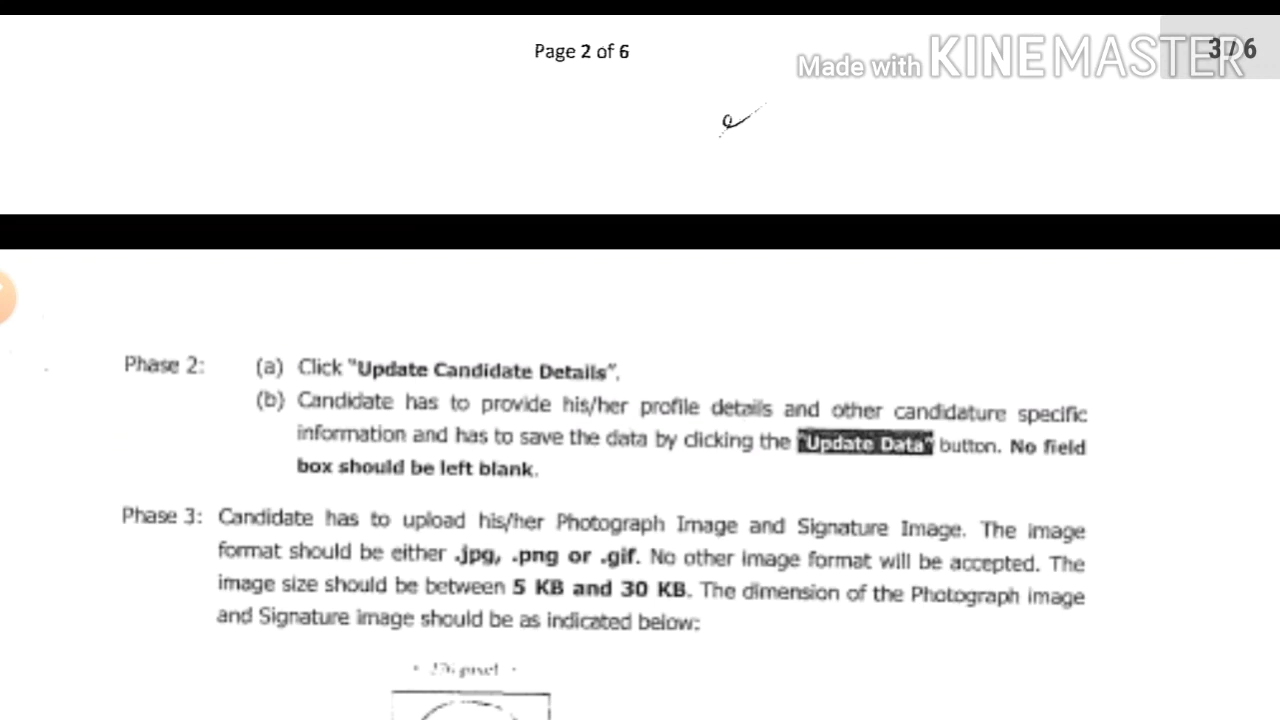 Page 2 of 6
Made with KINEMASTER
3 / 6
Phase 2: (a) Click "Update Candidate Details".
(b) Candidate has to provide his/her profile details and other candidature specific
information and has to save the data by clicking the "Update Data" button. No field
box should be left blank.
Phase 3: Candidate has to upload his/her Photograph Image and Signature Image. The image
format should be either .jpg, .png or .gif. No other image format will be accepted. The
image size should be between 5 KB and 30 KB. The dimension of the Photograph image
and Signature image should be as indicated below: